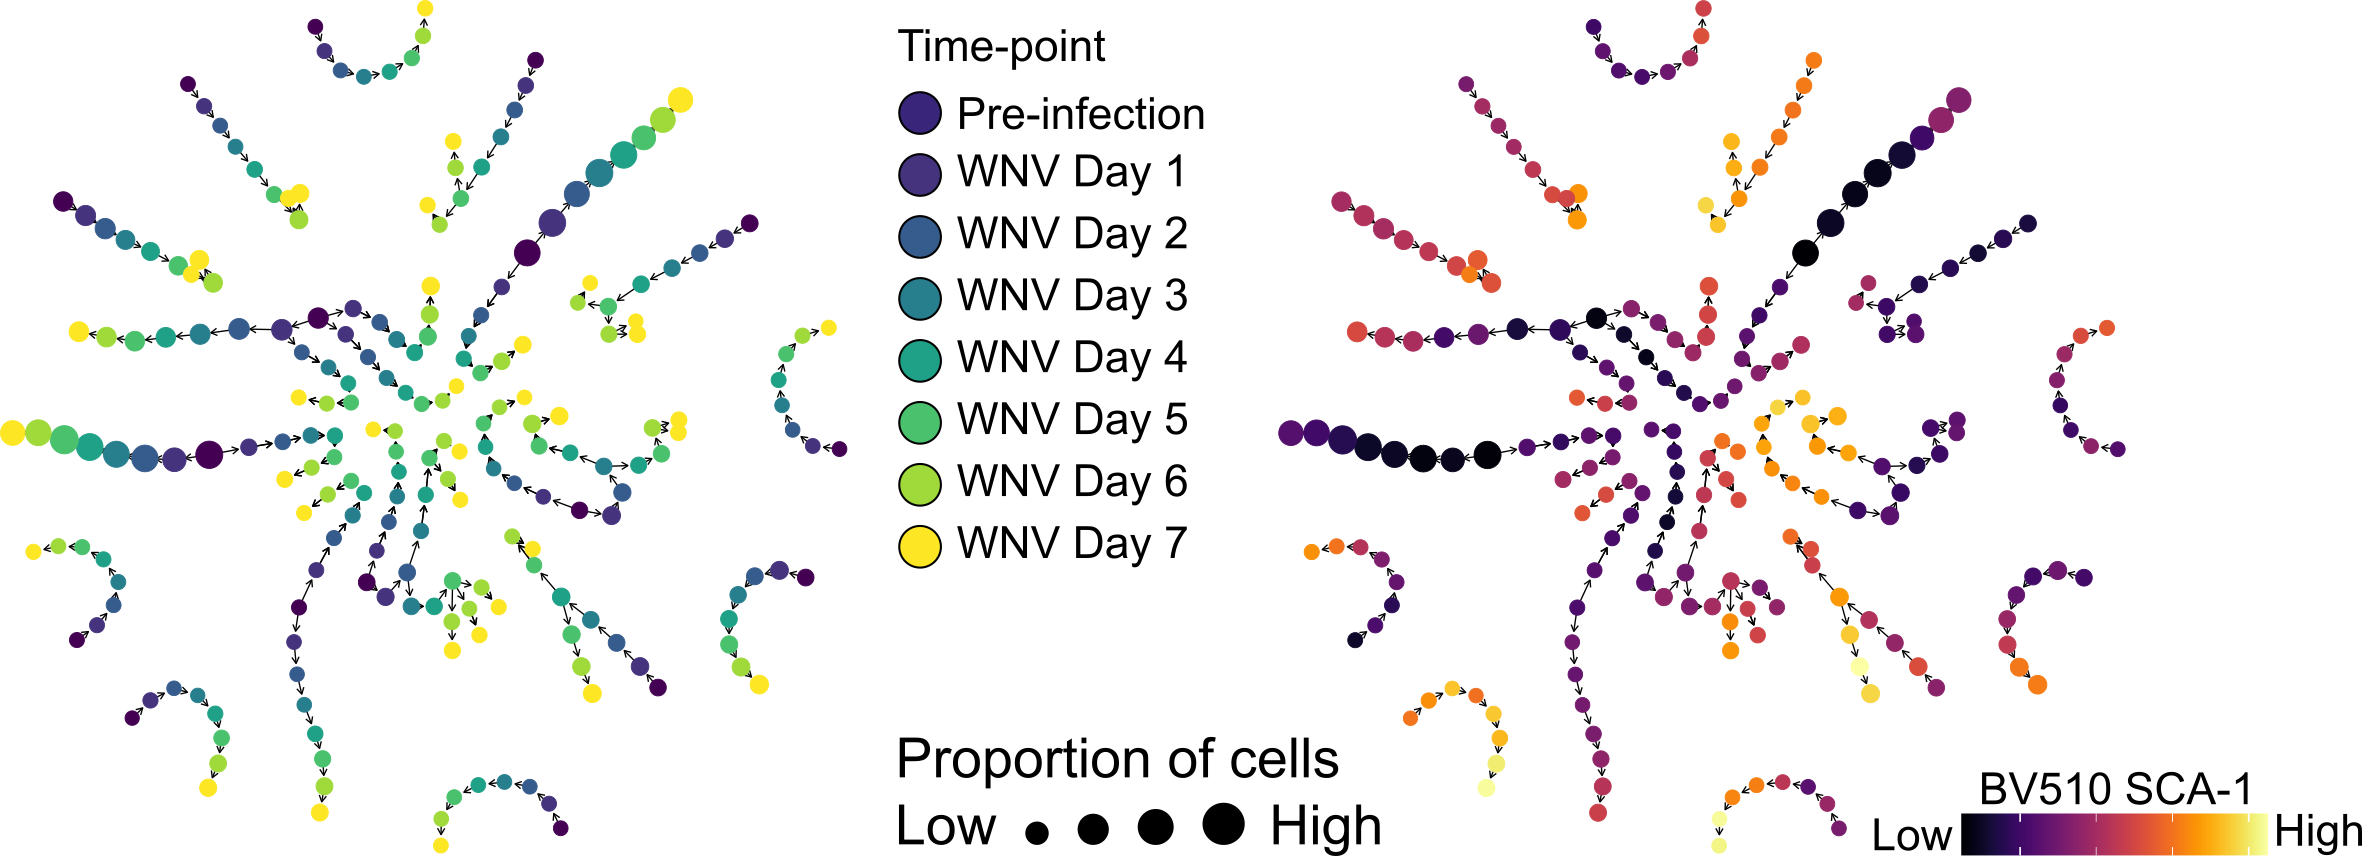 Time-point
Pre-infection
WNV Day 1
WNV Day 2
WNV Day 3
WNV Day 4
WNV Day 5
WNV Day 6
WNV Day 7
Proportion of cells
Low High
BV510 SCA-1
Low High